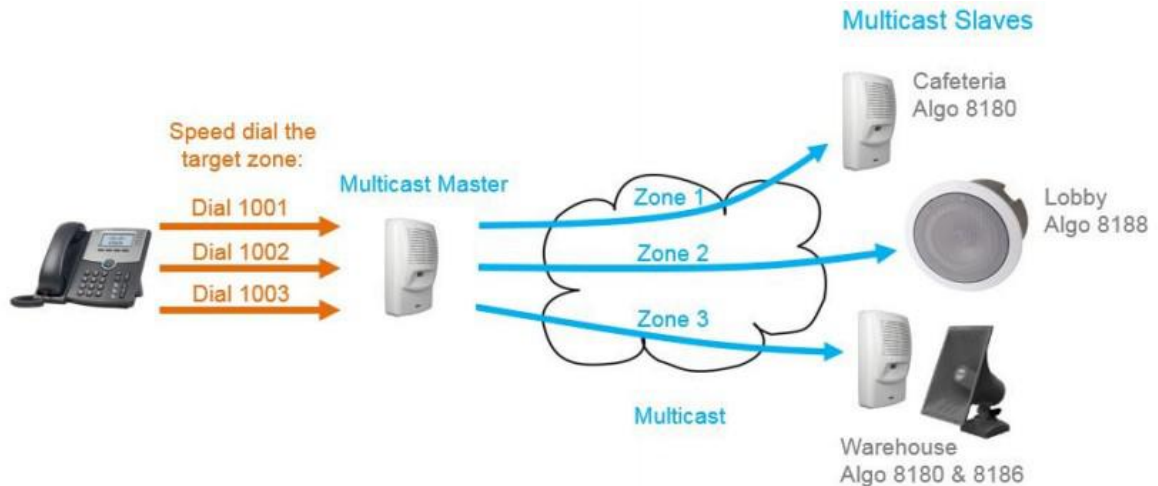 Multicast Slaves
Cafeteria
Algo 8180
Speed dial the
target zone:
Multicast Master
Dial 1001
Dial 1002
Dial 1003
Zone 1
Zone 2
Zone 3
Lobby
Algo 8188
Multicast
Warehouse
Algo 8180 & 8186